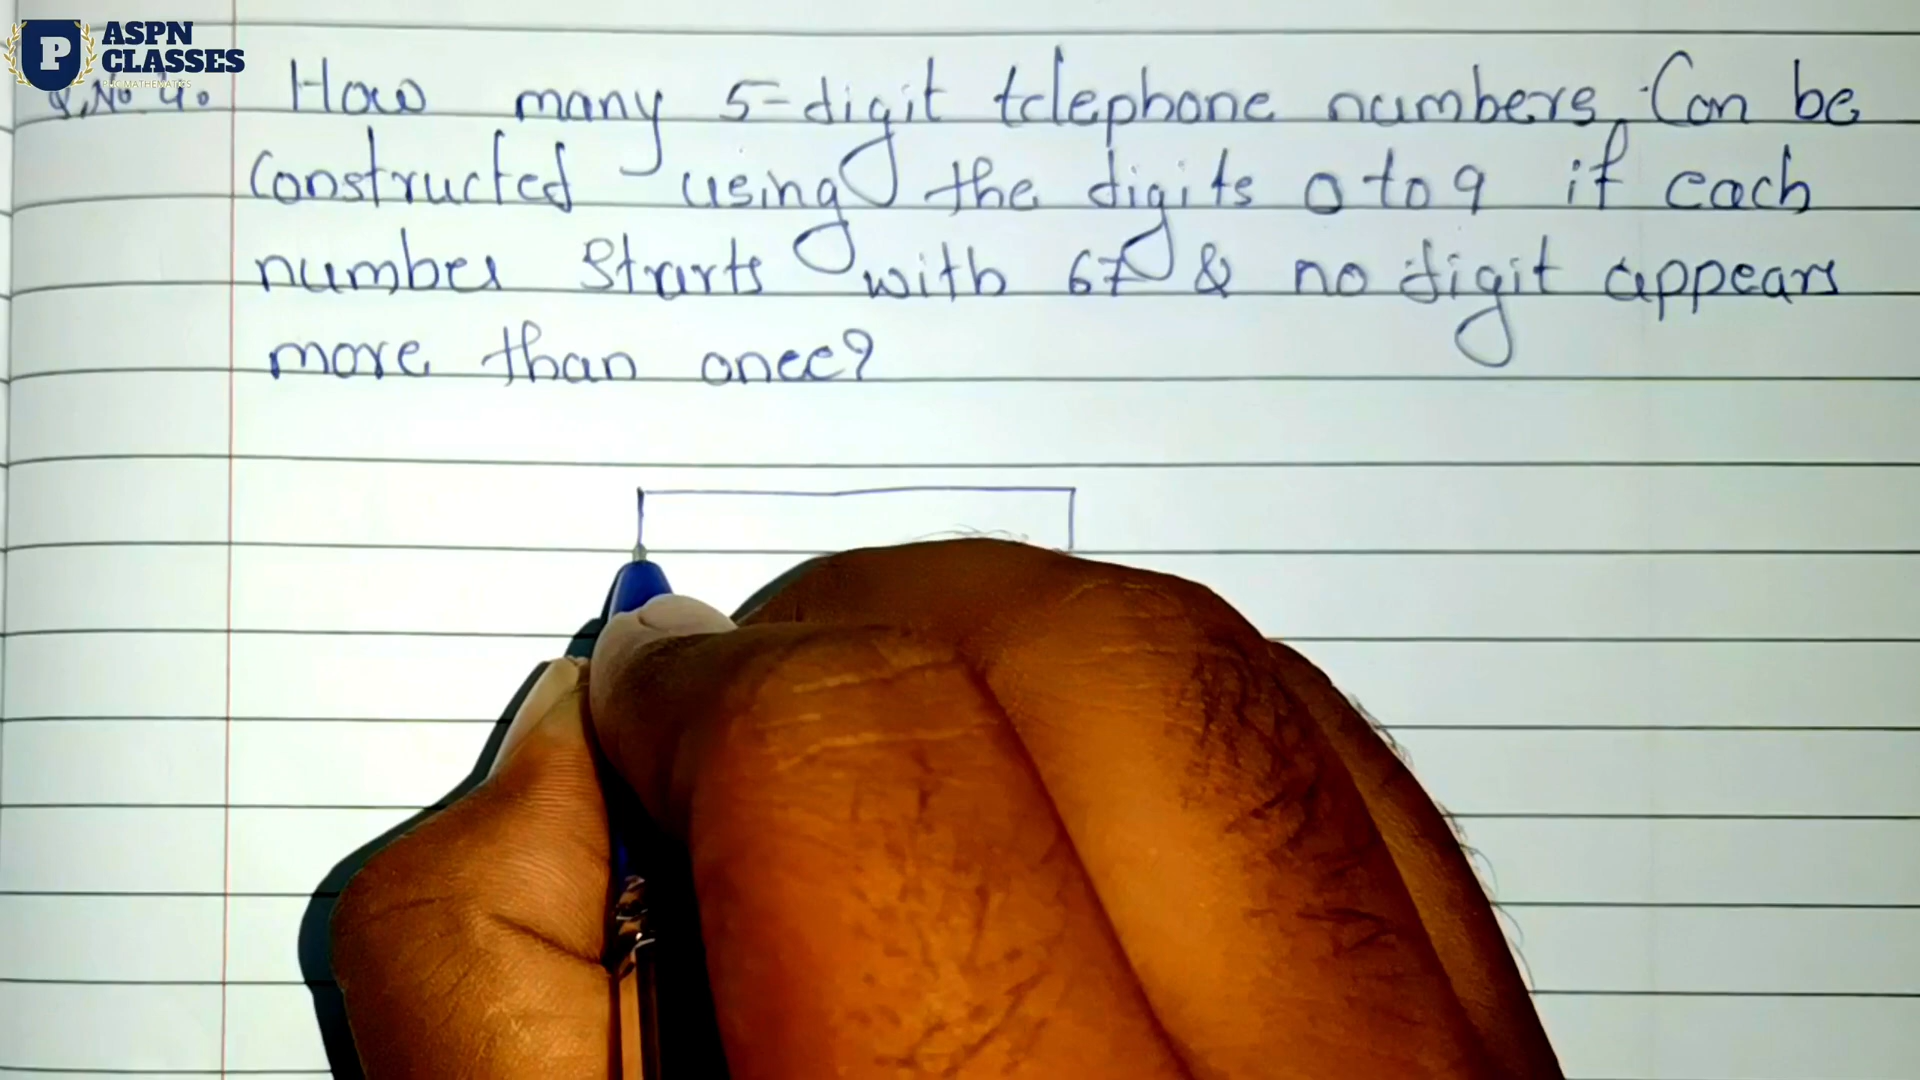 ASPN
CLASSES
Q.No 4. How many 5-digit telephone numbers Can be
Constructed using the digits 0 to 9 if each
number Starts with 67 & no digit appears
more than once?